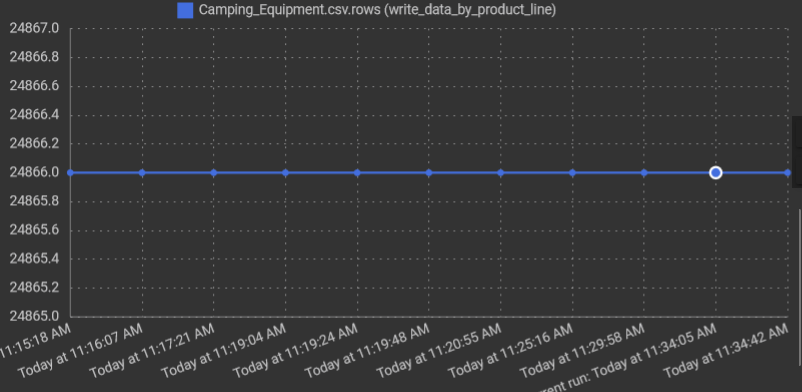 Camping_Equipment.csv.rows (write_data_by_product_line)
24867.0
24866.8
24866.6
24866.4
24866.2
24866.0
24865.8
24865.6
24865.4
24865.2
24865.0
11:15:18 AM
Today at 11:16:07 AM
Today at 11:17:21 AM
Today at 11:19:04 AM
Today at 11:19:24 AM
Today at 11:19:48 AM
Today at 11:20:55 AM
Today at 11:25:16 AM
Today at 11:29:58 AM
run: Today at 11:34:05 AM
Today at 11:34:42 AM